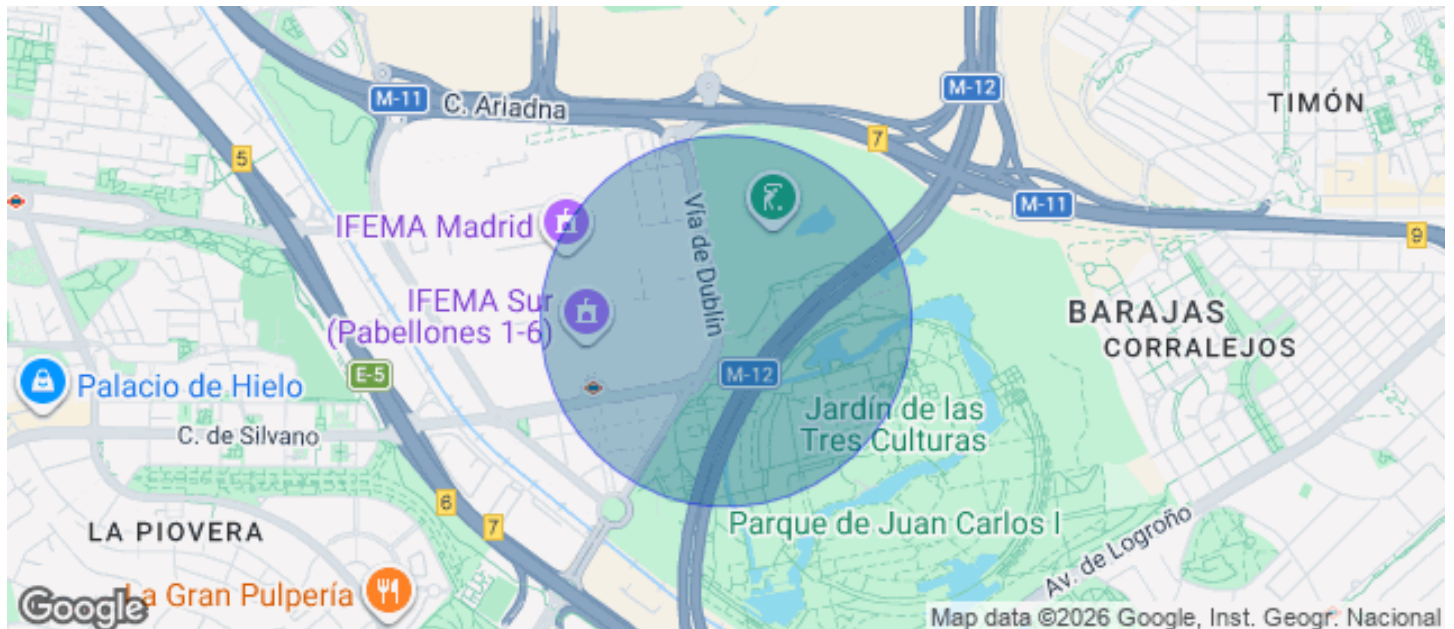 M-11
C. Ariadna
M-12
TIMÓN
5
7
M-11
9
IFEMA Madrid
Vía de Dublín
IFEMA Sur
(Pabellones 1-6)
BARAJAS
CORRALEJOS
E-5
M-12
Palacio de Hielo
C. de Silvano
Jardín de las
Tres Culturas
6
7
LA PIOVERA
Parque de Juan Carlos I
Av. de Logroño
La Gran Pulpería
Google
Map data ©2026 Google, Inst. Geogr. Nacional